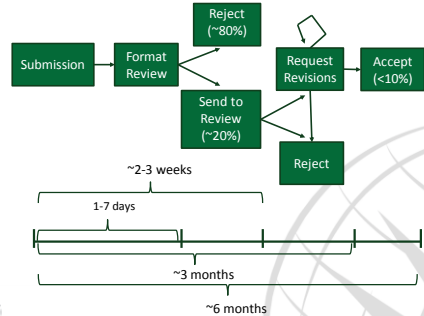 Reject
(~80%)
Submission
Format
Review
Request
Revisions
Accept
(<10%)
Send to
Review
(~20%)
Reject
~2-3 weeks
1-7 days
~3 months
~6 months